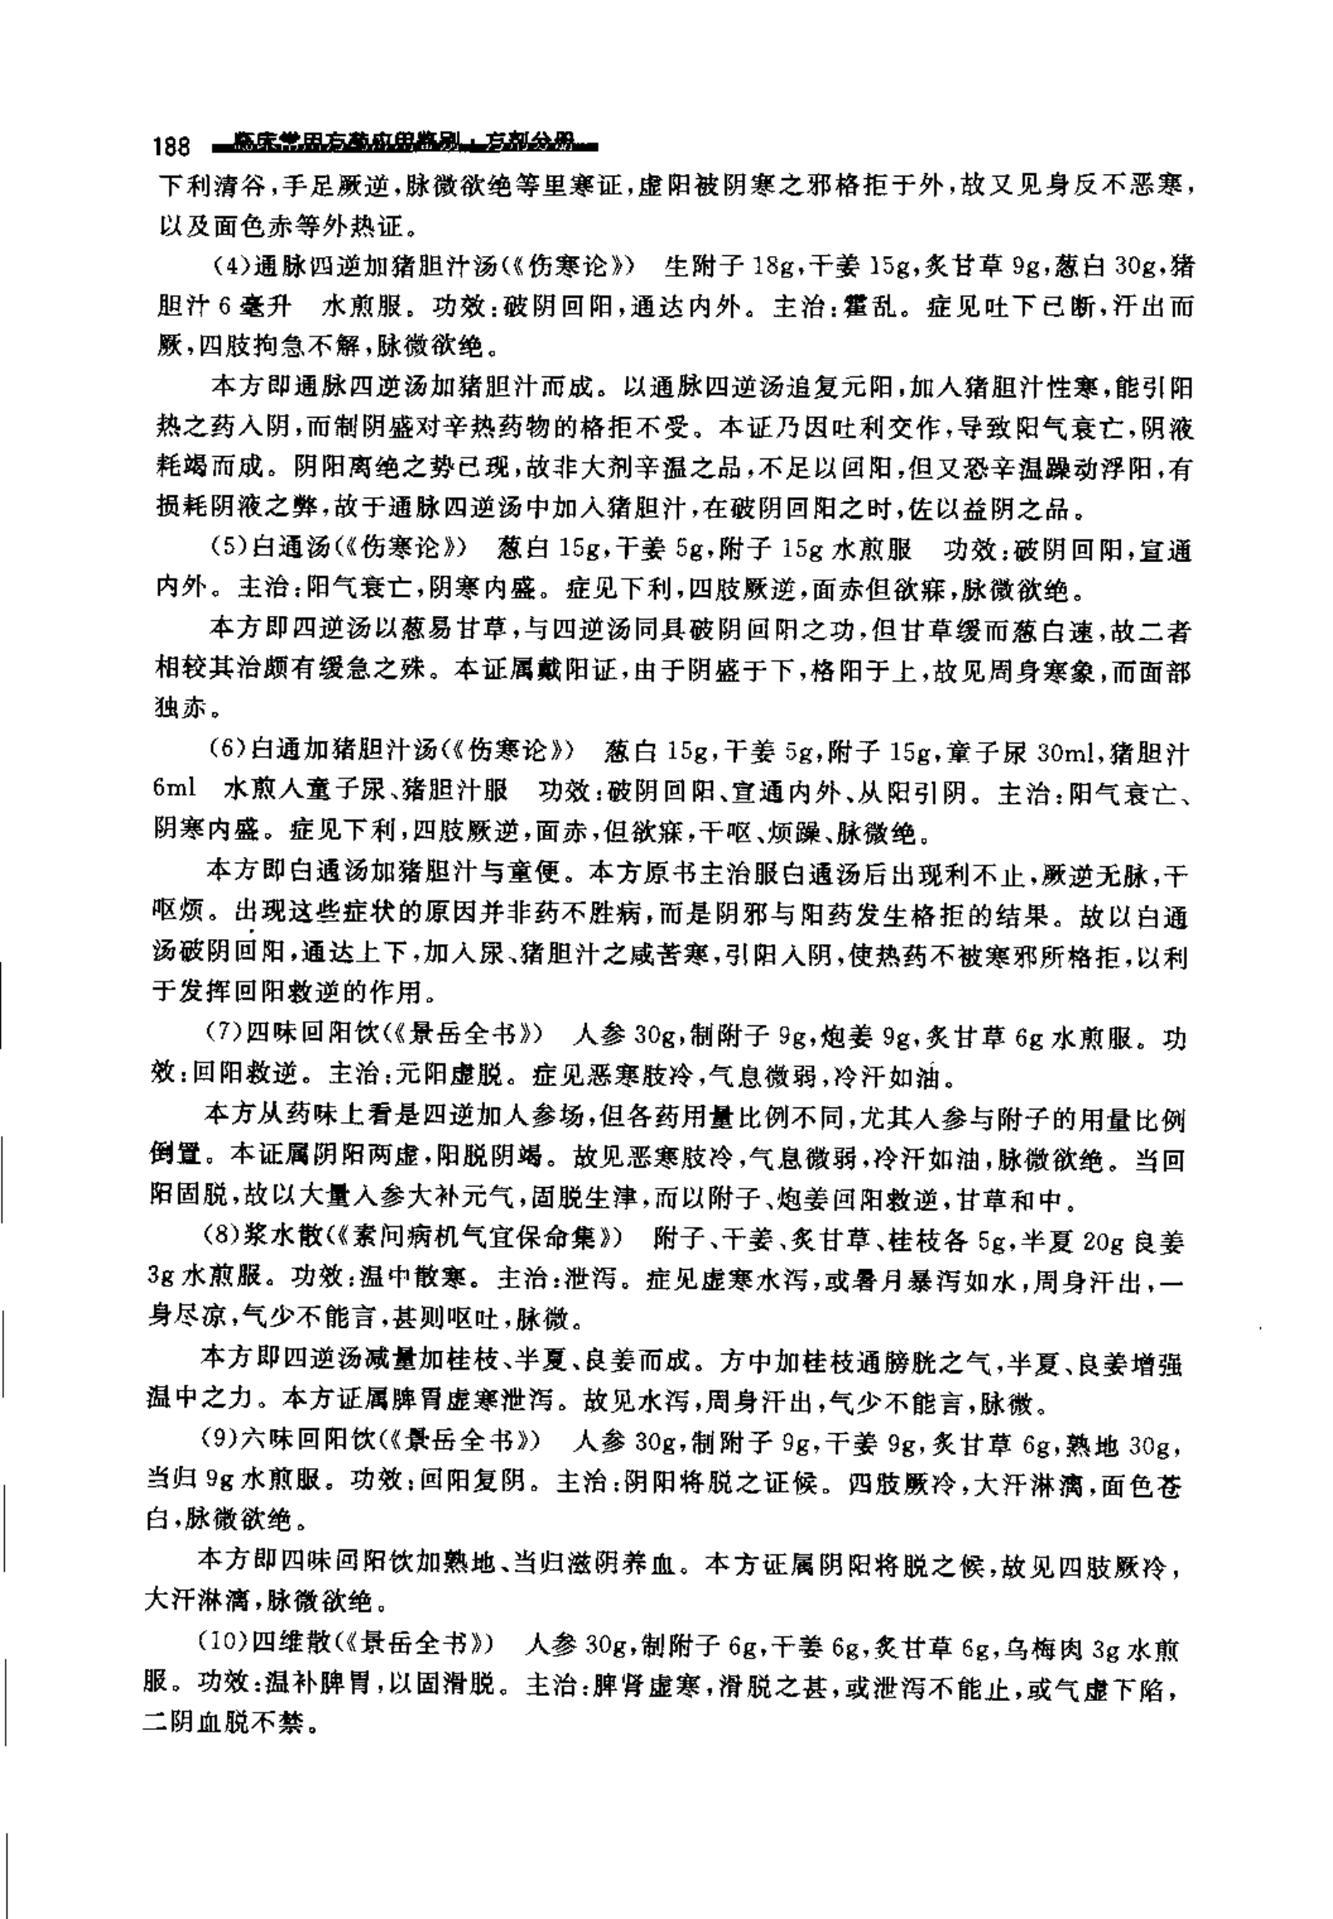 188 临床常用方药应用鉴别·方剂分册
下利清谷,手足厥逆,脉微欲绝等里寒证,虚阳被阴寒之邪格拒于外,故又见身反不恶寒,
以及面色赤等外热证。
(4)通脉四逆加猪胆汁汤(《伤寒论》) 生附子 18g,干姜 15g,炙甘草 9g,葱白 30g,猪
胆汁 6 毫升 水煎服。功效:破阴回阳,通达内外。主治:霍乱。症见吐下已断,汗出而
厥,四肢拘急不解,脉微欲绝。
本方即通脉四逆汤加猪胆汁而成。以通脉四逆汤追复元阳,加人猪胆汁性寒,能引阳
热之药入阴,而制阴盛对辛热药物的格拒不受。本证乃因吐利交作,导致阳气衰亡,阴液
耗竭而成。阴阳离绝之势已现,故非大剂辛温之品,不足以回阳,但又恐辛温躁动浮阳,有
损耗阴液之弊,故于通脉四逆汤中加入猪胆汁,在破阴回阳之时,佐以益阴之品。
(5)白通汤(《伤寒论》) 葱白 15g,干姜 5g,附子 15g 水煎服 功效:破阴回阳,宣通
内外。主治:阳气衰亡,阴寒内盛。症见下利,四肢厥逆,面赤但欲寐,脉微欲绝。
本方即四逆汤以葱易甘草,与四逆汤同具破阴回阳之功,但甘草缓而葱白速,故二者
相较其治颇有缓急之殊。本证属戴阳证,由于阴盛于下,格阳于上,故见周身寒象,而面部
独赤。
(6)白通加猪胆汁汤(《伤寒论》) 葱白 15g,干姜 5g,附子 15g,童子尿 30ml,猪胆汁
6ml 水煎人童子尿、猪胆汁服 功效:破阴回阳、宣通内外、从阳引阴。主治:阳气衰亡、
阴寒内盛。症见下利,四肢厥逆,面赤,但欲寐,干呕、烦躁、脉微绝。
本方即白通汤加猪胆汁与童便。本方原书主治服白通汤后出现利不止,厥逆无脉,干
呕烦。出现这些症状的原因并非药不胜病,而是阴邪与阳药发生格拒的结果。故以白通
汤破阴回阳,通达上下,加人尿、猪胆汁之咸苦寒,引阳入阴,使热药不被寒邪所格拒,以利
于发挥回阳救逆的作用。
(7)四味回阳饮(《景岳全书》) 人参 30g,制附子 9g,炮姜 9g,炙甘草 6g 水煎服。功
效:回阳救逆。主治:元阳虚脱。症见恶寒肢冷,气息微弱,冷汗如油。
本方从药味上看是四逆加人参场,但各药用量比例不同,尤其人参与附子的用量比例
倒置。本证属阴阳两虚,阳脱阴竭。故见恶寒肢冷,气息微弱,冷汗如油,脉微欲绝。当回
阳固脱,故以大量人参大补元气,固脱生津,而以附子、炮姜回阳救逆,甘草和中。
(8)浆水散(《素问病机气宜保命集》) 附子、干姜、炙甘草、桂枝各 5g,半夏 20g 良姜
3g 水煎服。功效:温中散寒。主治:泄泻。症见虚寒水泻,或暑月暴泻如水,周身汗出,一
身尽凉,气少不能言,甚则呕吐,脉微。
本方即四逆汤减量加桂枝、半夏、良姜而成。方中加桂枝通膀胱之气,半夏、良姜增强
温中之力。本方证属脾胃虚寒泄泻。故见水泻,周身汗出,气少不能言,脉微。
(9)六味回阳饮(《景岳全书》) 人参 30g,制附子 9g,干姜 9g,炙甘草 6g,熟地 30g,
当归 9g 水煎服。功效:回阳复阴。主治:阴阳将脱之证候。四肢厥冷,大汗淋漓,面色苍
白,脉微欲绝。
本方即四味回阳饮加熟地、当归滋阴养血。本方证属阴阳将脱之候,故见四肢厥冷,
大汗淋漓,脉微欲绝。
(10)四维散(《景岳全书》) 人参 30g,制附子 6g,干姜 6g,炙甘草 6g,乌梅肉 3g 水煎
服。功效:温补脾胃,以固滑脱。主治:脾肾虚寒,滑脱之甚,或泄泻不能止,或气虚下陷,
二阴血脱不禁。